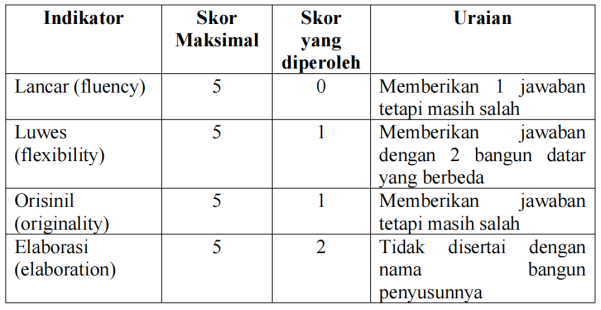 Indikator Skor Skor Uraian
Maksimal yang
diperoleh
Lancar (fluency) 5 0 Memberikan 1 jawaban
tetapi masih salah
Luwes 5 1 Memberikan jawaban
(flexibility) dengan 2 bangun datar
yang berbeda
Orisinil 5 1 Memberikan jawaban
(originality) tetapi masih salah
Elaborasi 5 2 Tidak disertai dengan
(elaboration) nama bangun
penyusunnya